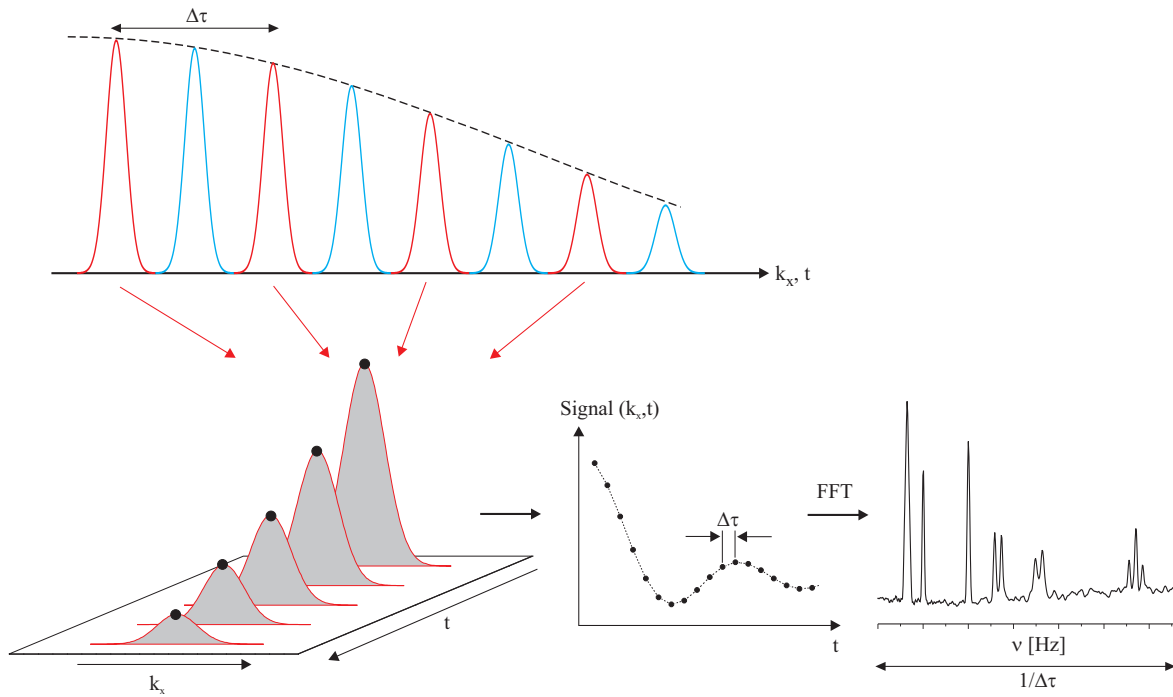 Δτ
kₓ, t
Signal (kₓ,t)
Δτ
FFT
t
kₓ
t
ν [Hz]
1/Δτ